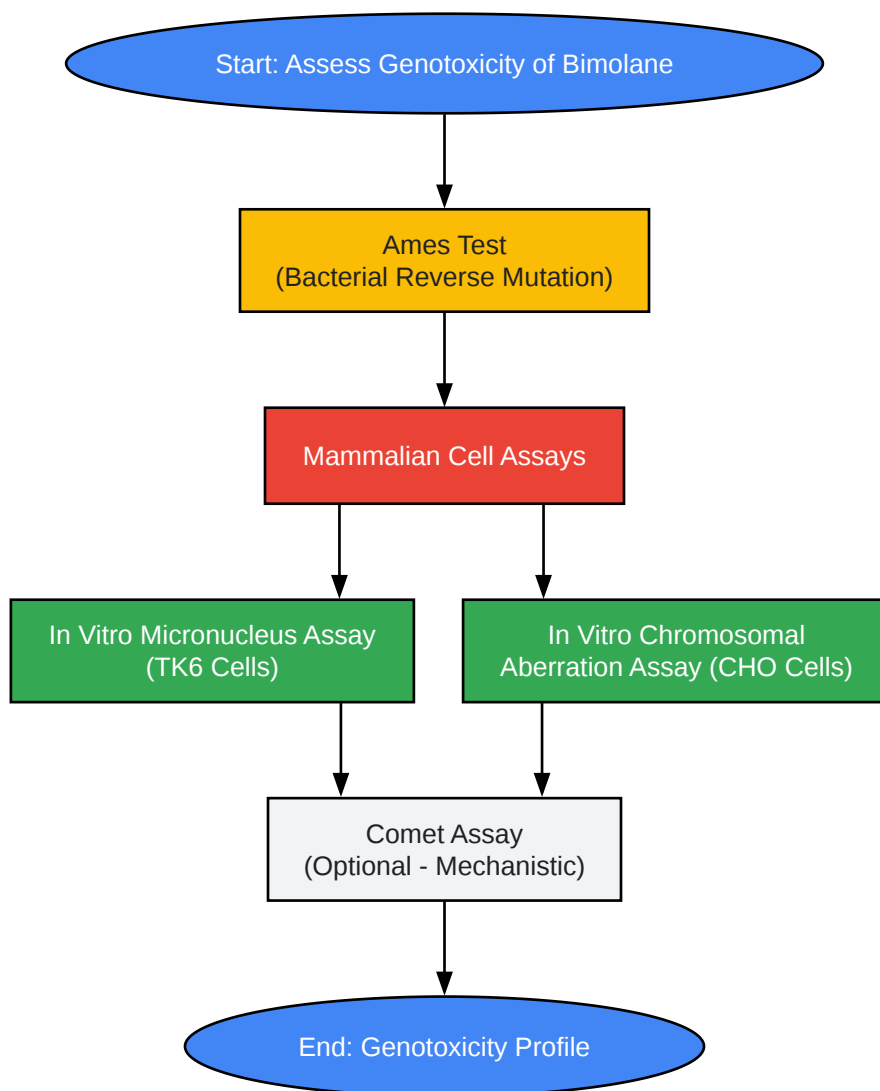 Start: Assess Genotoxicity of Bimolane
Ames Test
(Bacterial Reverse Mutation)
Mammalian Cell Assays
In Vitro Micronucleus Assay
(TK6 Cells)
In Vitro Chromosomal
Aberration Assay (CHO Cells)
Comet Assay
(Optional - Mechanistic)
End: Genotoxicity Profile